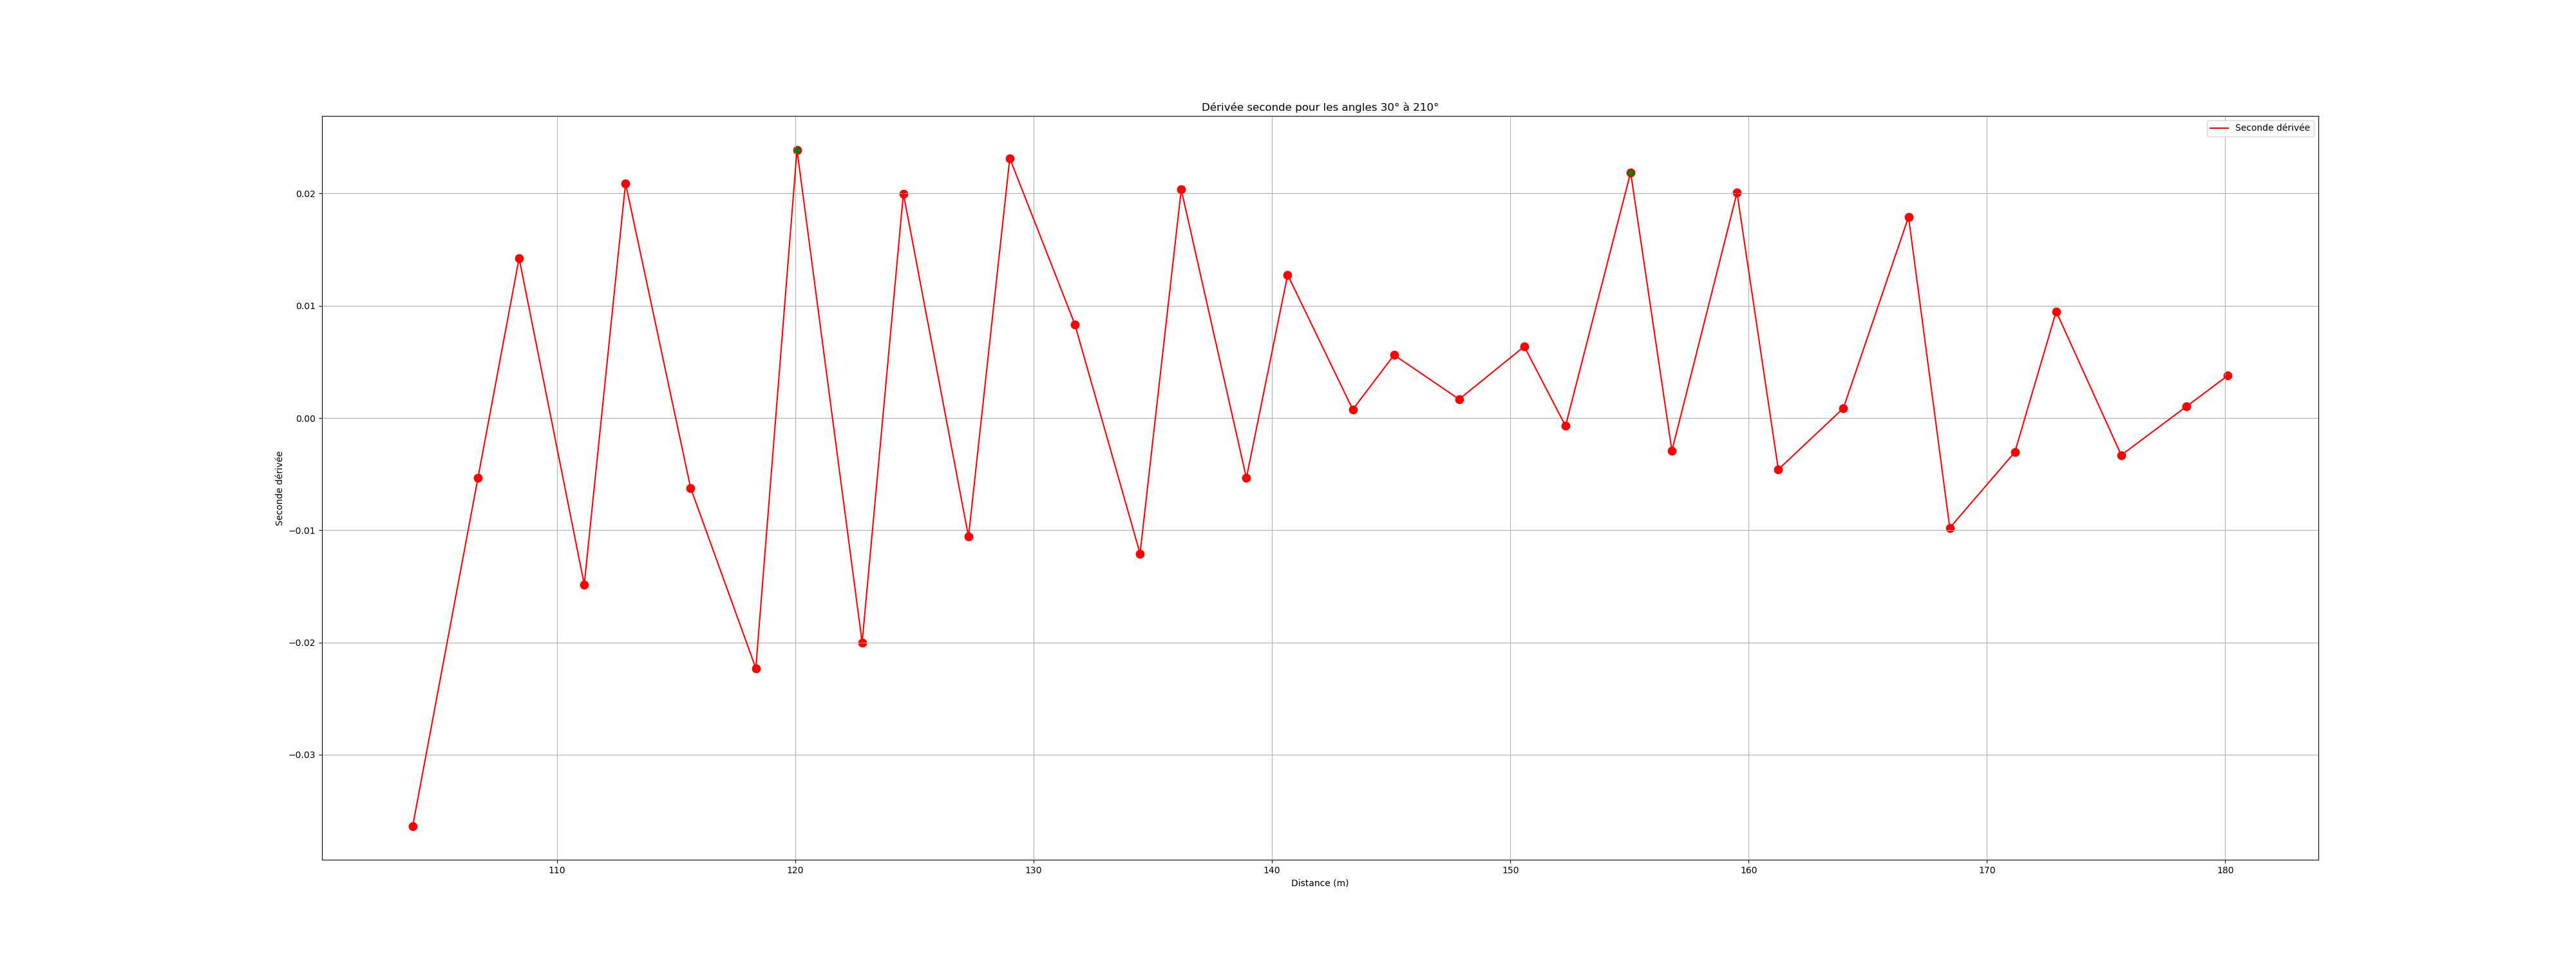 Dérivée seconde pour les angles 30° à 210°
Seconde dérivée
0.02
0.01
0.00
−0.01
−0.02
−0.03
Seconde dérivée
110 120 130 140 150 160 170 180
Distance (m)